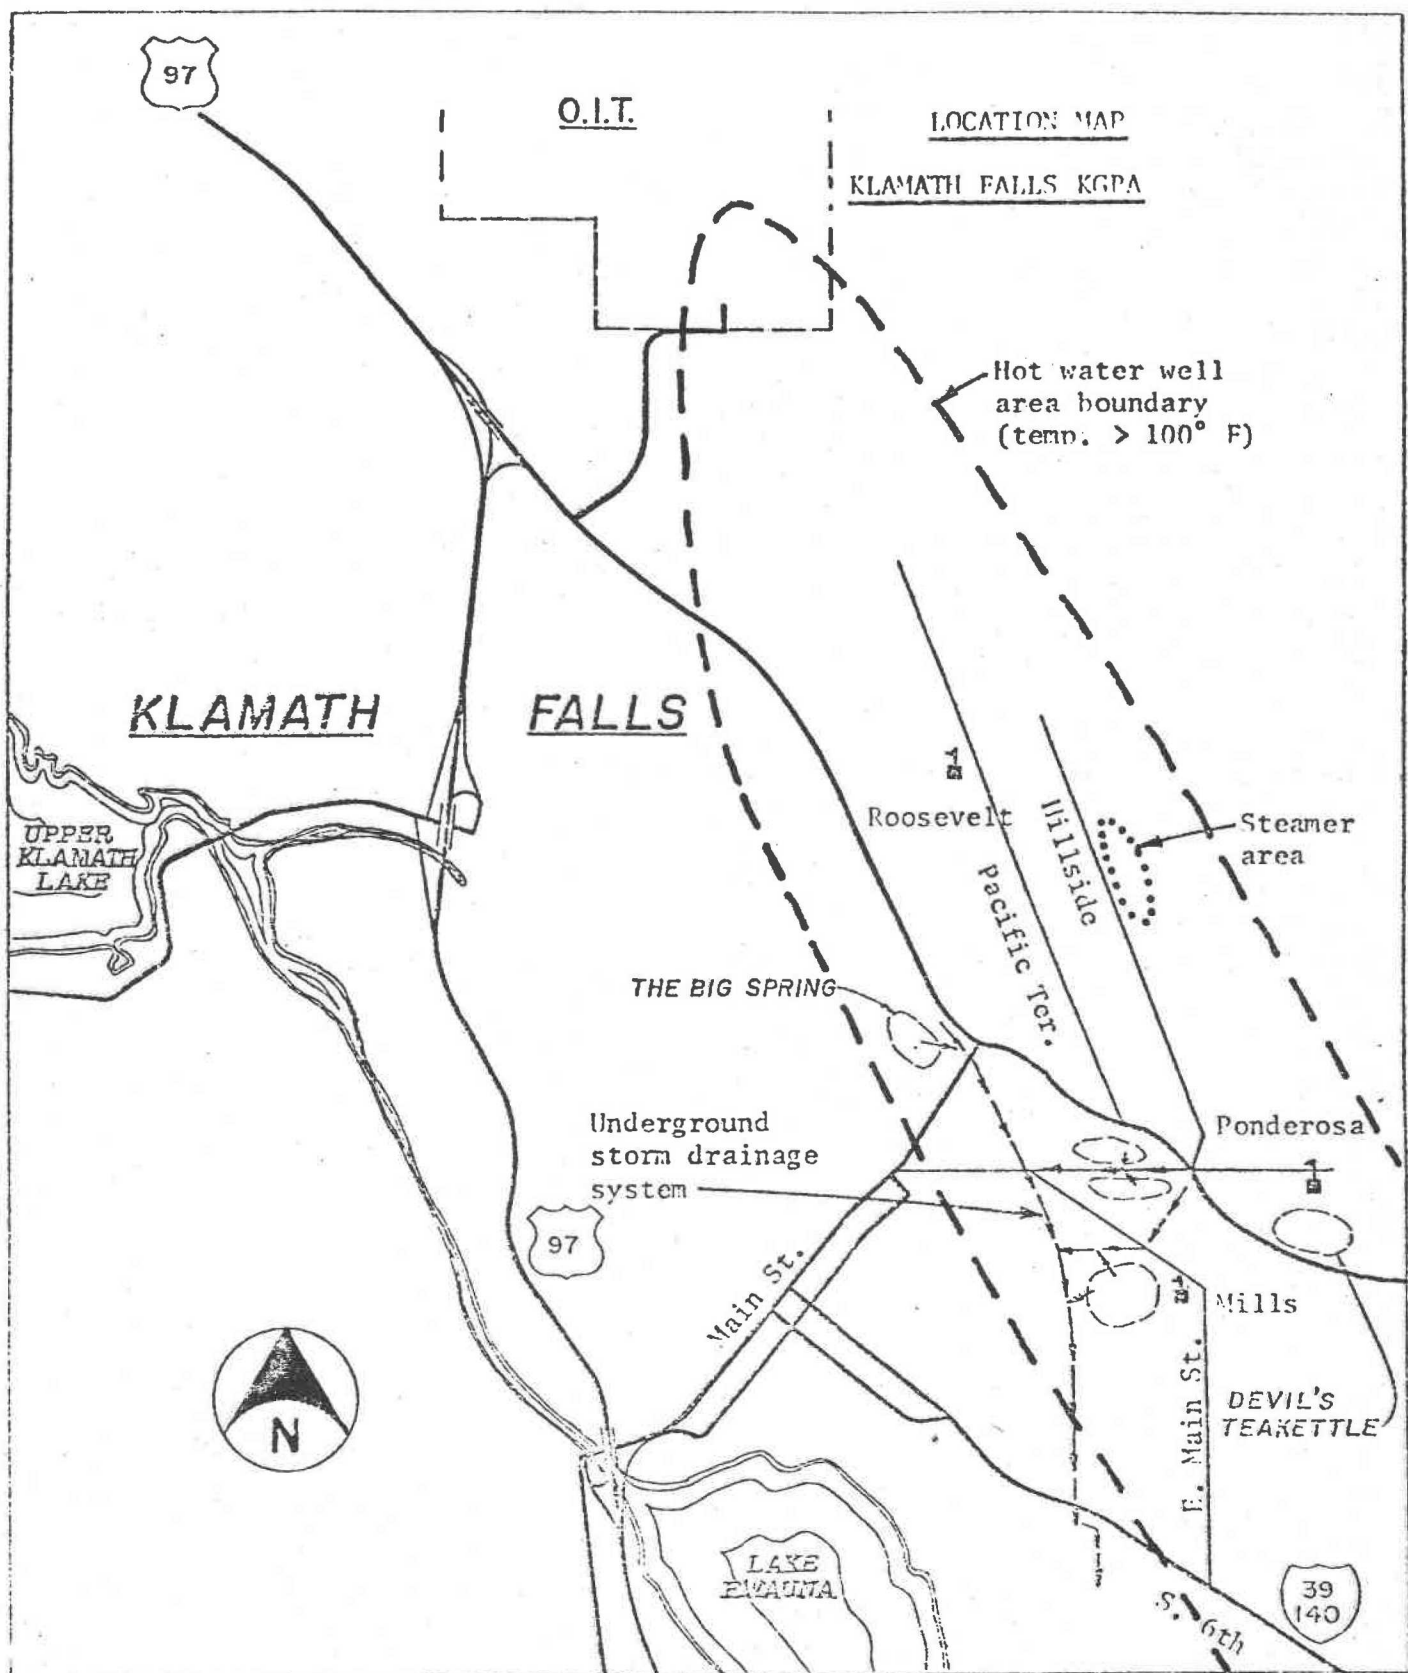 97
O.I.T.
LOCATION MAP
KLAMATH FALLS KGPA
Hot water well
area boundary
(temp. > 100° F)
KLAMATH FALLS
Roosevelt
Hillside
Steamer
area
UPPER
KLAMATH
LAKE
Pacific Ter.
THE BIG SPRING
Underground
storm drainage
system
Ponderosa
97
Main St.
Mills
E. Main St.
DEVIL'S
TEAKETTLE
N
LAKE
EWAUNA
S. 6th
39
140